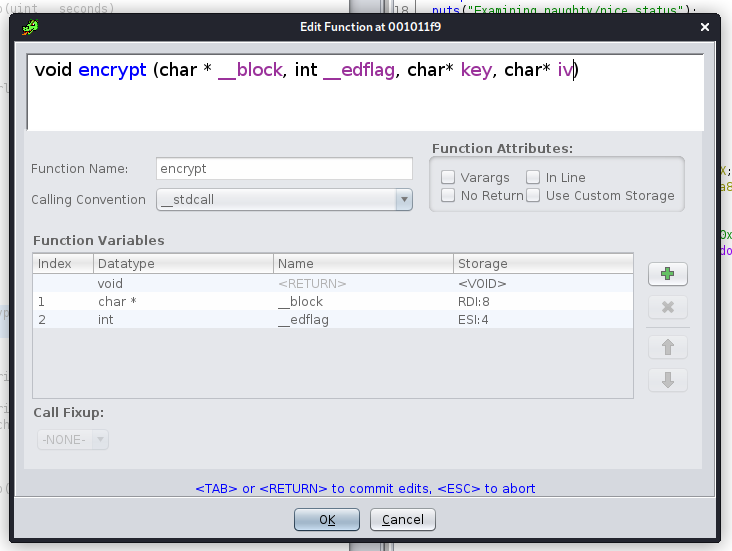 18 puts("Examining naughty/nice status");
Edit Function at 001011f9
void encrypt (char * __block, int __edflag, char* key, char* iv)
Function Name: encrypt
Calling Convention __stdcall
Function Attributes:
Varargs In Line
No Return Use Custom Storage
Function Variables
Index Datatype Name Storage
void <RETURN> <VOID>
1 char * __block RDI:8
2 int __edflag ESI:4
Call Fixup:
-NONE-
<TAB> or <RETURN> to commit edits, <ESC> to abort
OK Cancel